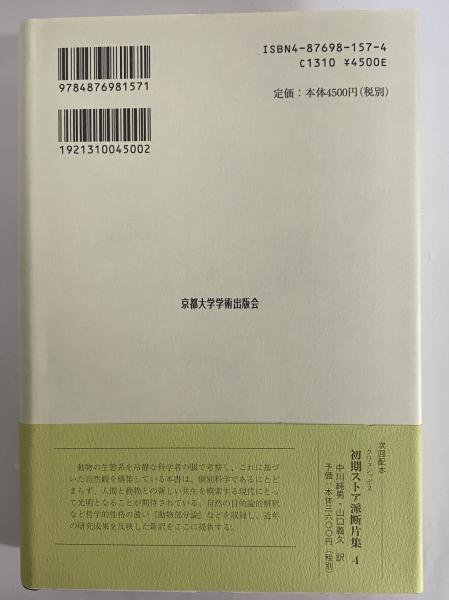 ISBN4-87698-157-4
C1310 ¥4500E
定価：本体4500円(税別)
9784876981571
1921310045002
京都大学学術出版会
次回配本
クリュシッポス
初期ストア派断片集 4
中川純男・山口義久 訳
予価：本体三六〇〇円（税別）
動物の生態系を冷静な科学者の眼で考察し、これに基づ
いた自然観を構築している本書は、個別科学であるにとど
まらず、人間と動物との新しい共生を模索する現代にとっ
て光明となることが期待されている。自然の目的論的解釈
など哲学的性格の濃い『動物部分論』などを収録し、近年
の研究成果を反映した新訳をここに提供する。